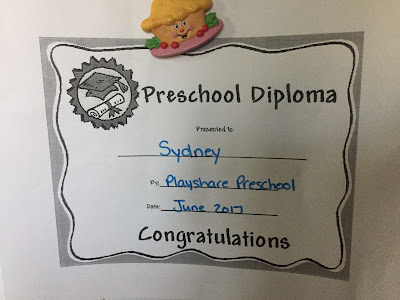 Preschool Diploma
Presented to
Sydney
By: Playshare Preschool
Date: June 2017
Congratulations